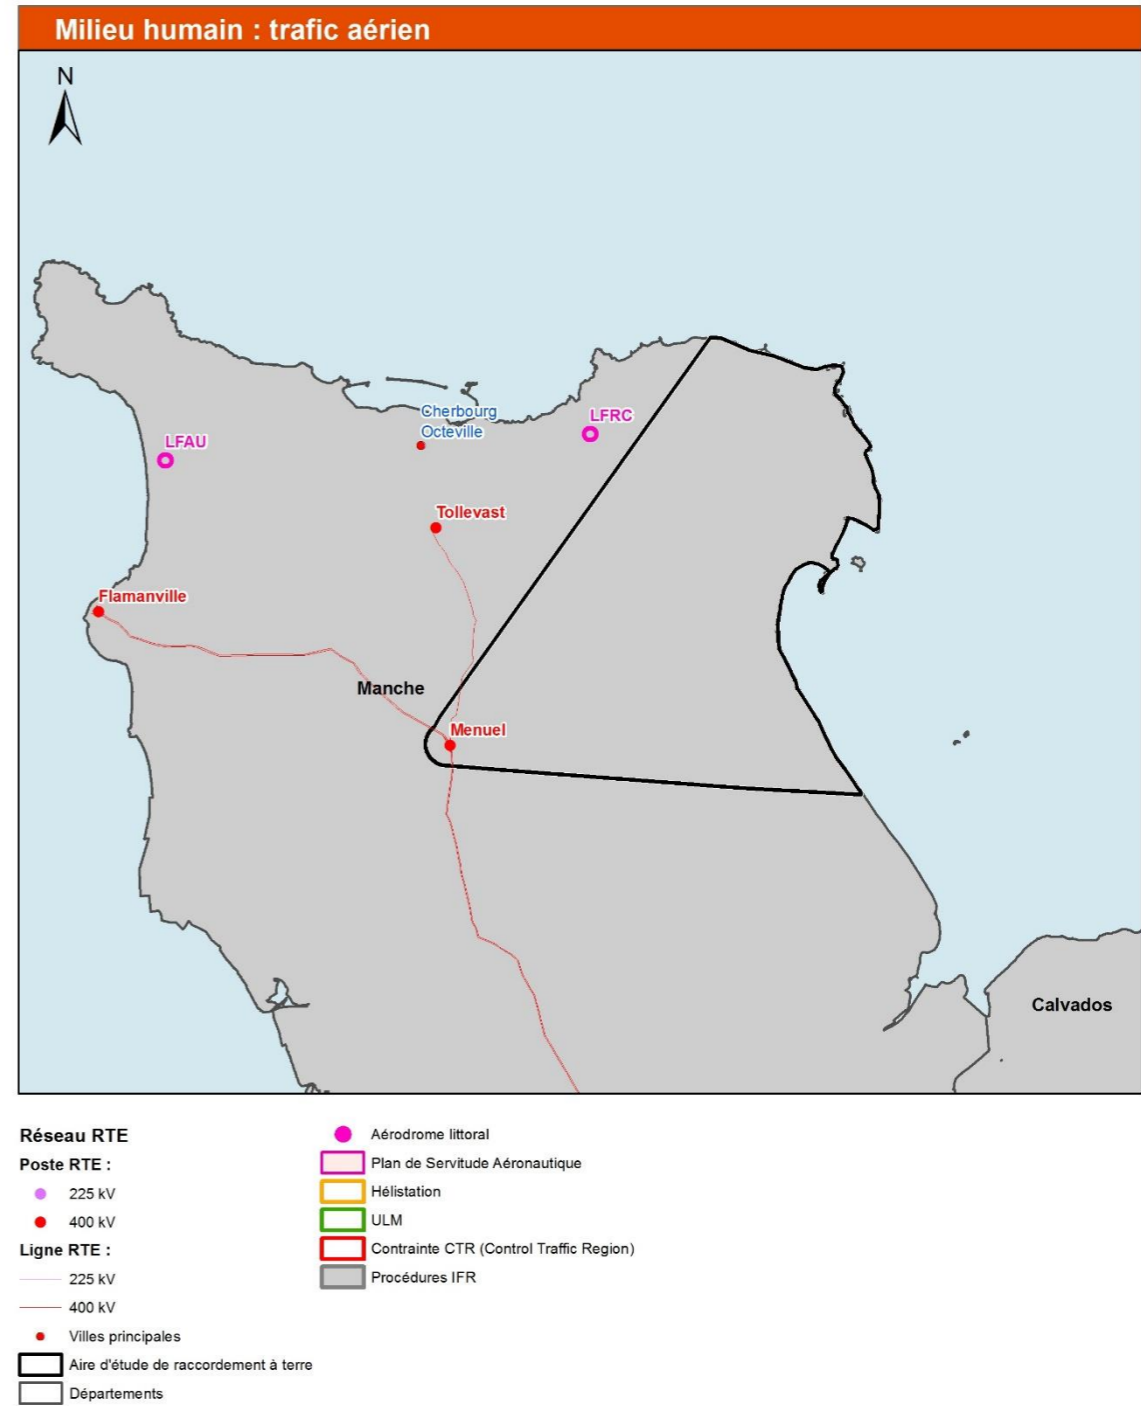 Milieu humain : trafic aérien
N
Cherbourg
Octeville
LFRC
LFAU
Tollevast
Flamanville
Manche
Menuel
Calvados
Réseau RTE
Poste RTE :
225 kV
400 kV
Ligne RTE :
225 kV
400 kV
Villes principales
Aire d'étude de raccordement à terre
Départements
Aérodrome littoral
Plan de Servitude Aéronautique
Hélistation
ULM
Contrainte CTR (Control Traffic Region)
Procédures IFR